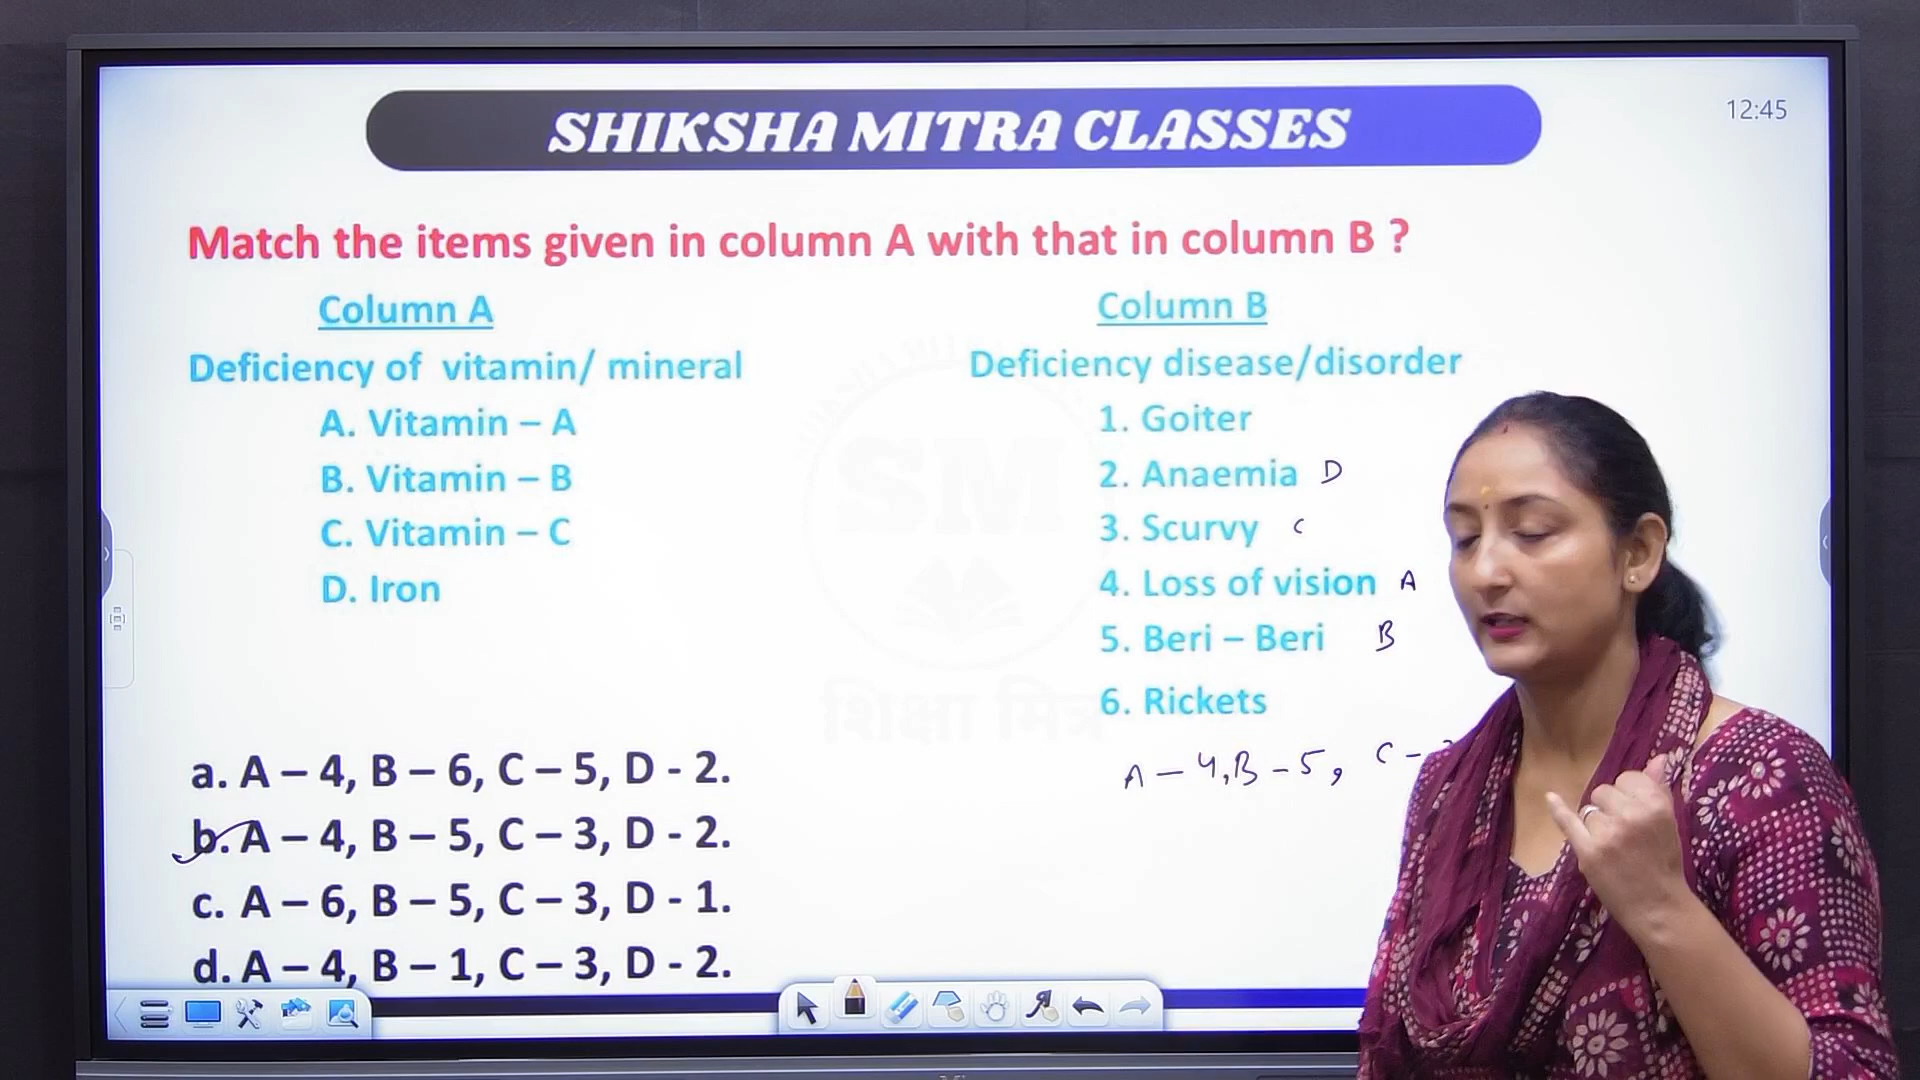 SHIKSHA MITRA CLASSES
12:45
Match the items given in column A with that in column B ?
Column A
Deficiency of vitamin/ mineral
A. Vitamin – A
B. Vitamin – B
C. Vitamin – C
D. Iron
Column B
Deficiency disease/disorder
1. Goiter
2. Anaemia D
3. Scurvy C
4. Loss of vision A
5. Beri – Beri B
6. Rickets
A – 4, B – 5, C –
SM
शिक्षा मित्र
a. A – 4, B – 6, C – 5, D - 2.
b. A – 4, B – 5, C – 3, D - 2.
c. A – 6, B – 5, C – 3, D - 1.
d. A – 4, B – 1, C – 3, D - 2.